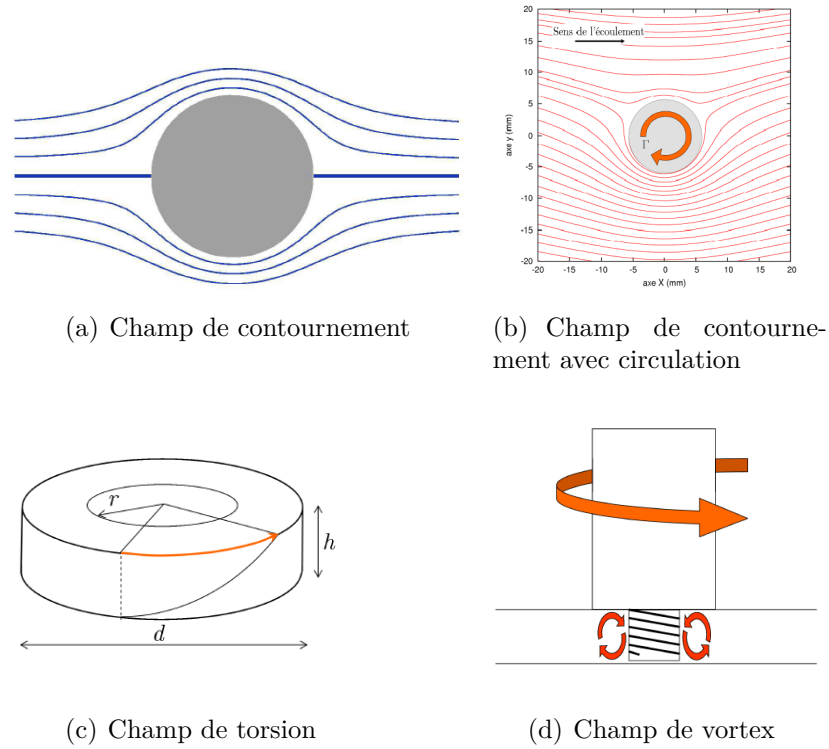 20
15
10
5
0
-5
-10
-15
-20
-20
-15
-10
-5
0
5
10
15
20
axe y (mm)
axe X (mm)
Sens de l'écoulement
Γ
(a) Champ de contournement
(b) Champ de contourne-
ment avec circulation
r
h
d
(c) Champ de torsion
(d) Champ de vortex